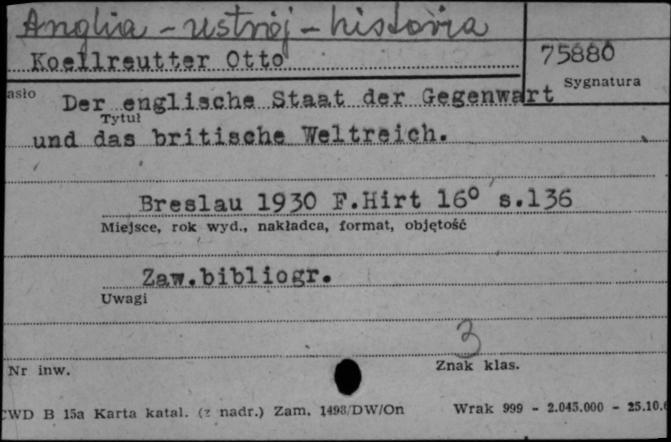 Anglia - ustrój - historia
Koellreutter Otto
75880
Sygnatura
asło
Der englische Staat der Gegenwart
Tytuł
und das britische Weltreich.
Breslau 1930 F.Hirt 16° s.136
Miejsce, rok wyd., nakładca, format, objętość
Zaw.bibliogr.
Uwagi
3
Nr inw.
Znak klas.
CWD B 15a Karta katal. (z nadr.) Zam. 1498/DW/On
Wrak 999 - 2.045.000 - 25.10.